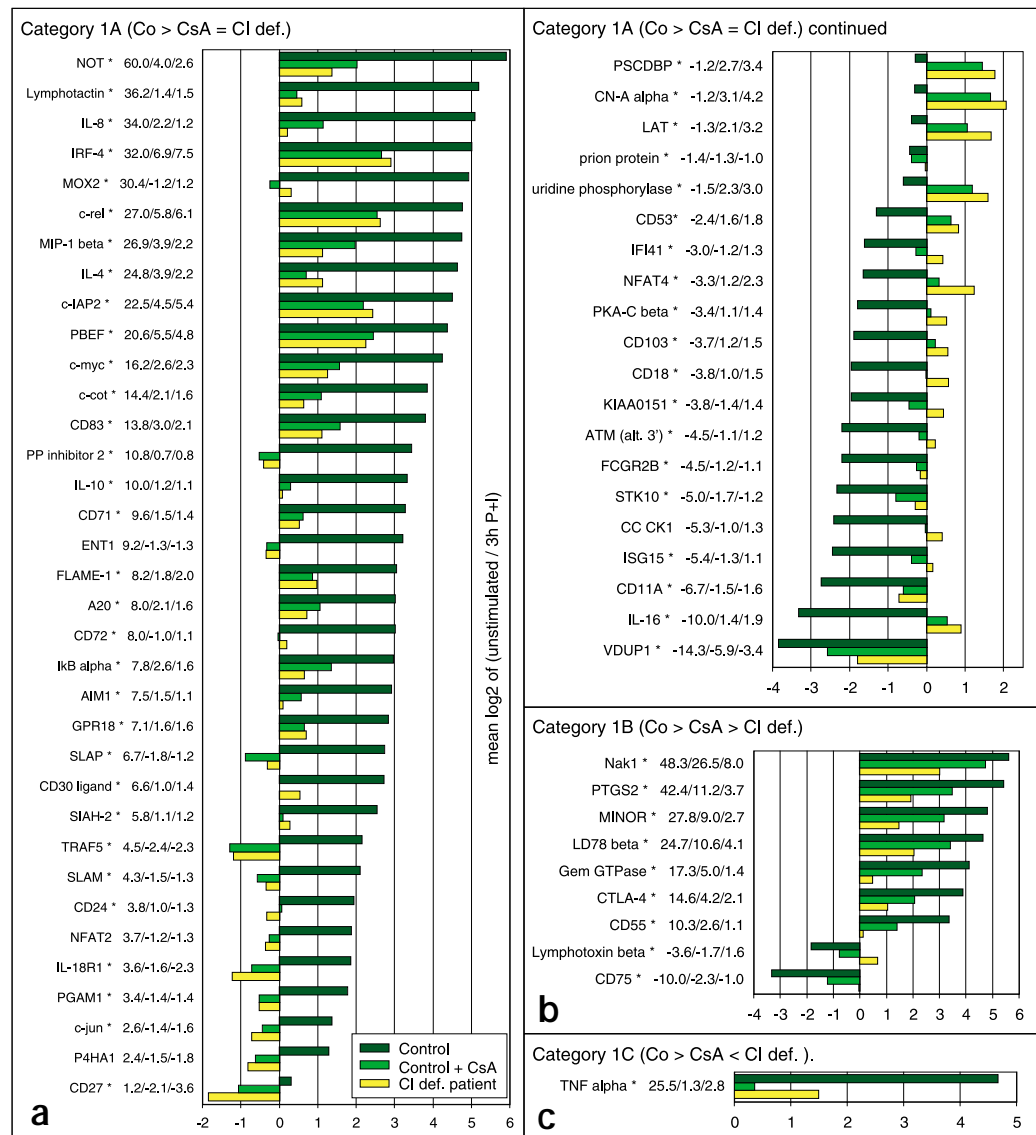 Category 1A (Co > CsA = CI def.)
NOT * 60.0/4.0/2.6
Lymphotactin * 36.2/1.4/1.5
IL-8 * 34.0/2.2/1.2
IRF-4 * 32.0/6.9/7.5
MOX2 * 30.4/-1.2/1.2
c-rel * 27.0/5.8/6.1
MIP-1 beta * 26.9/3.9/2.2
IL-4 * 24.8/3.9/2.2
c-IAP2 * 22.5/4.5/5.4
PBEF * 20.6/5.5/4.8
c-myc * 16.2/2.6/2.3
c-cot * 14.4/2.1/1.6
CD83 * 13.8/3.0/2.1
PP inhibitor 2 * 10.8/0.7/0.8
IL-10 * 10.0/1.2/1.1
CD71 * 9.6/1.5/1.4
ENT1 9.2/-1.3/-1.3
FLAME-1 * 8.2/1.8/2.0
A20 * 8.0/2.1/1.6
CD72 * 8.0/-1.0/1.1
IkB alpha * 7.8/2.6/1.6
AIM1 * 7.5/1.5/1.1
GPR18 * 7.1/1.6/1.6
SLAP * 6.7/-1.8/-1.2
CD30 ligand * 6.6/1.0/1.4
SIAH-2 * 5.8/1.1/1.2
TRAF5 * 4.5/-2.4/-2.3
SLAM * 4.3/-1.5/-1.3
CD24 * 3.8/1.0/-1.3
NFAT2 3.7/-1.2/-1.3
IL-18R1 * 3.6/-1.6/-2.3
PGAM1 * 3.4/-1.4/-1.4
c-jun * 2.6/-1.4/-1.6
P4HA1 2.4/-1.5/-1.8
CD27 * 1.2/-2.1/-3.6
-2 -1 0 1 2 3 4 5 6
Control
Control + CsA
CI def. patient
a
mean log2 of (unstimulated / 3h P+I)
Category 1A (Co > CsA = CI def.) continued
PSCDBP * -1.2/2.7/3.4
CN-A alpha * -1.2/3.1/4.2
LAT * -1.3/2.1/3.2
prion protein * -1.4/-1.3/-1.0
uridine phosphorylase * -1.5/2.3/3.0
CD53* -2.4/1.6/1.8
IFI41 * -3.0/-1.2/1.3
NFAT4 * -3.3/1.2/2.3
PKA-C beta * -3.4/1.1/1.4
CD103 * -3.7/1.2/1.5
CD18 * -3.8/1.0/1.5
KIAA0151 * -3.8/-1.4/1.4
ATM (alt. 3') * -4.5/-1.1/1.2
FCGR2B * -4.5/-1.2/-1.1
STK10 * -5.0/-1.7/-1.2
CC CK1 -5.3/-1.0/1.3
ISG15 * -5.4/-1.3/1.1
CD11A * -6.7/-1.5/-1.6
IL-16 * -10.0/1.4/1.9
VDUP1 * -14.3/-5.9/-3.4
-4 -3 -2 -1 0 1 2
Category 1B (Co > CsA > CI def.)
Nak1 * 48.3/26.5/8.0
PTGS2 * 42.4/11.2/3.7
MINOR * 27.8/9.0/2.7
LD78 beta * 24.7/10.6/4.1
Gem GTPase * 17.3/5.0/1.4
CTLA-4 * 14.6/4.2/2.1
CD55 * 10.3/2.6/1.1
Lymphotoxin beta * -3.6/-1.7/1.6
CD75 * -10.0/-2.3/-1.0
-4 -3 -2 -1 0 1 2 3 4 5 6
b
Category 1C (Co > CsA < CI def. ).
TNF alpha * 25.5/1.3/2.8
0 1 2 3 4 5
c